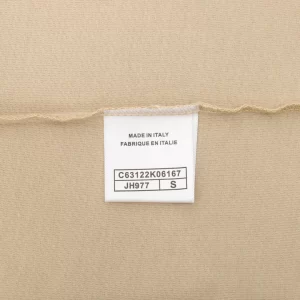 MADE IN ITALY
FABRIQUE EN ITALIE
C63122K06167
JH977 S